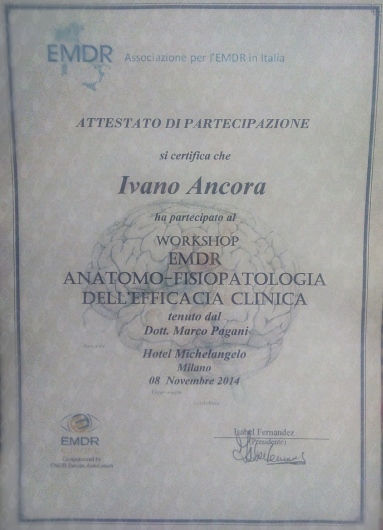 EMDR Associazione per l'EMDR in Italia
ATTESTATO DI PARTECIPAZIONE
si certifica che
Ivano Ancora
ha partecipato al
WORKSHOP
EMDR
ANATOMO-FISIOPATOLOGIA
DELL'EFFICACIA CLINICA
tenuto dal
Dott. Marco Pagani
Hotel Michelangelo
Milano
08 Novembre 2014
EMDR
Isabel Fernandez
(Presidente)